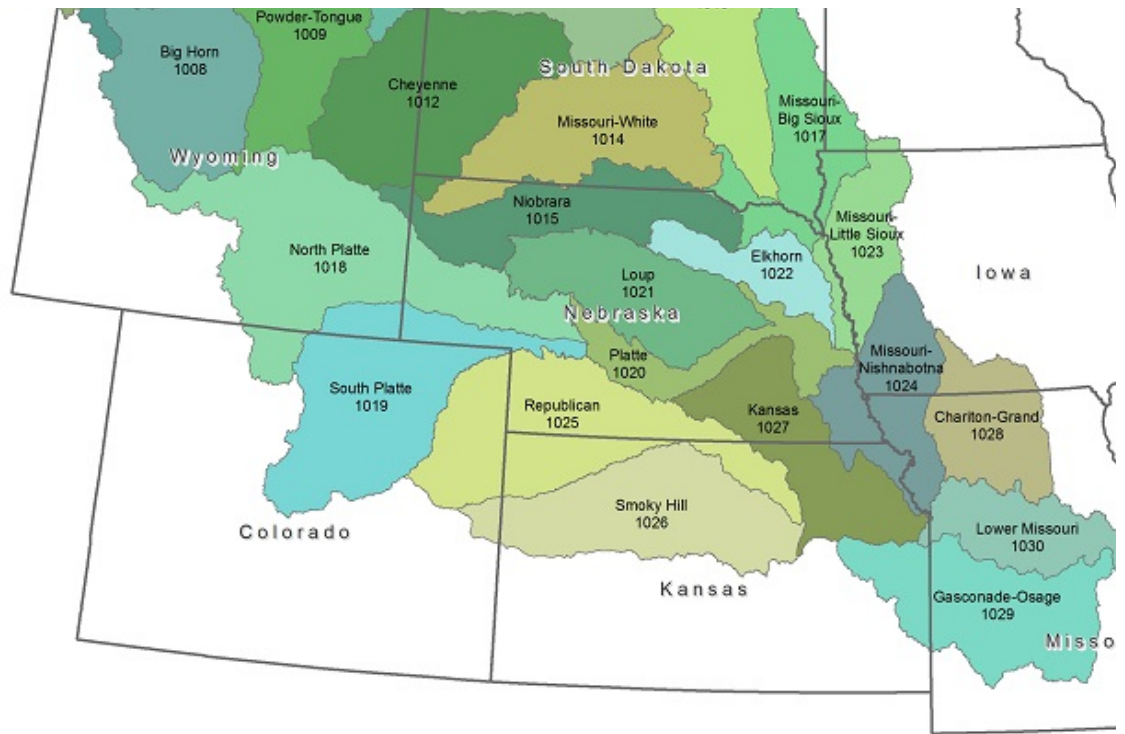 Powder-Tongue
1009
Big Horn
1008
South Dakota
Cheyenne
1012
Missouri-
Big Sioux
1017
Missouri-White
1014
Wyoming
Niobrara
1015
Missouri-
Little Sioux
1023
North Platte
1018
Elkhorn
1022
Iowa
Loup
1021
Nebraska
Platte
1020
Missouri-
Nishnabotna
1024
South Platte
1019
Republican
1025
Kansas
1027
Chariton-Grand
1028
Smoky Hill
1026
Colorado
Lower Missouri
1030
Kansas
Gasconade-Osage
1029
Misso